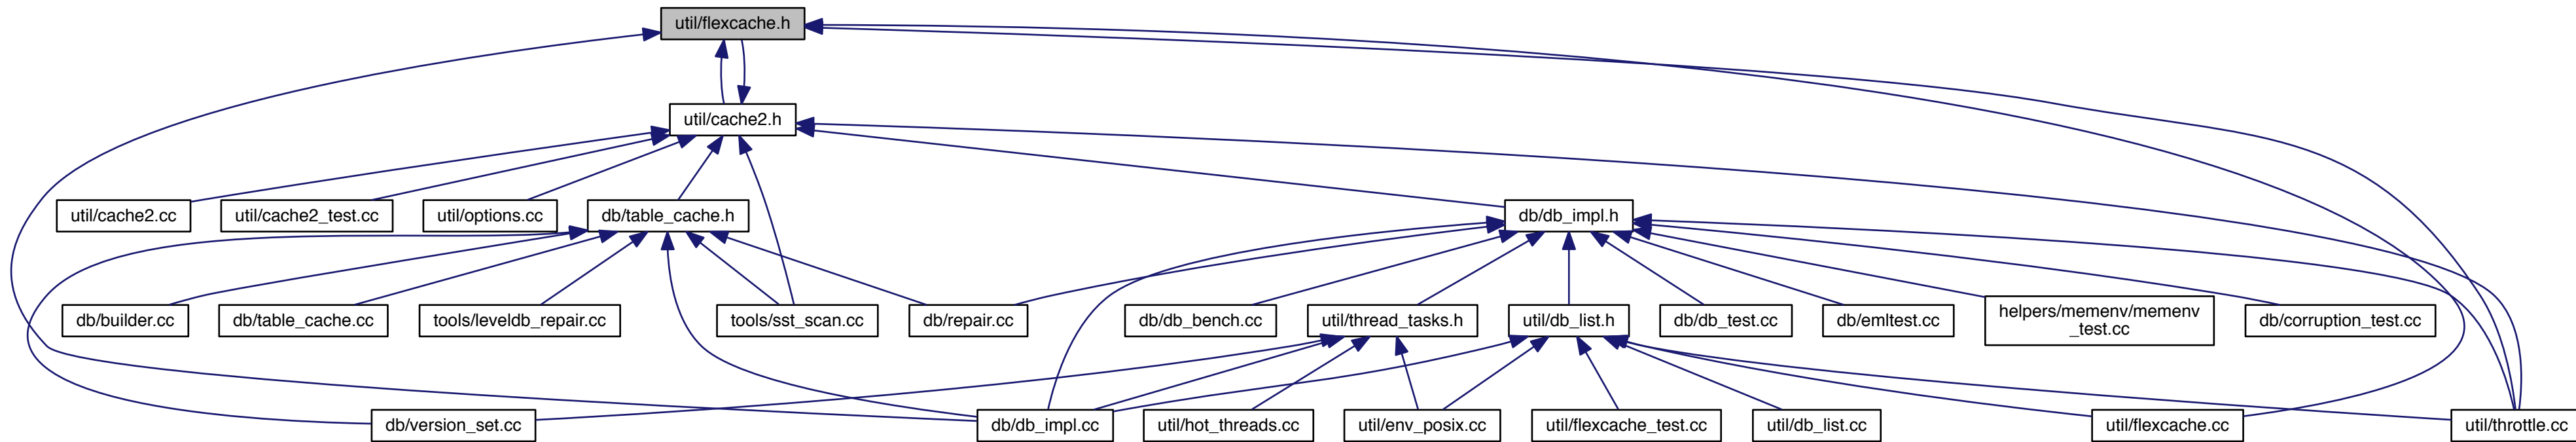 util/flexcache.h
util/cache2.h
util/cache2.cc
util/cache2_test.cc
util/options.cc
db/table_cache.h
db/db_impl.h
db/builder.cc
db/table_cache.cc
tools/leveldb_repair.cc
tools/sst_scan.cc
db/repair.cc
db/db_bench.cc
util/thread_tasks.h
util/db_list.h
db/db_test.cc
db/emltest.cc
helpers/memenv/memenv
_test.cc
db/corruption_test.cc
db/version_set.cc
db/db_impl.cc
util/hot_threads.cc
util/env_posix.cc
util/flexcache_test.cc
util/db_list.cc
util/flexcache.cc
util/throttle.cc